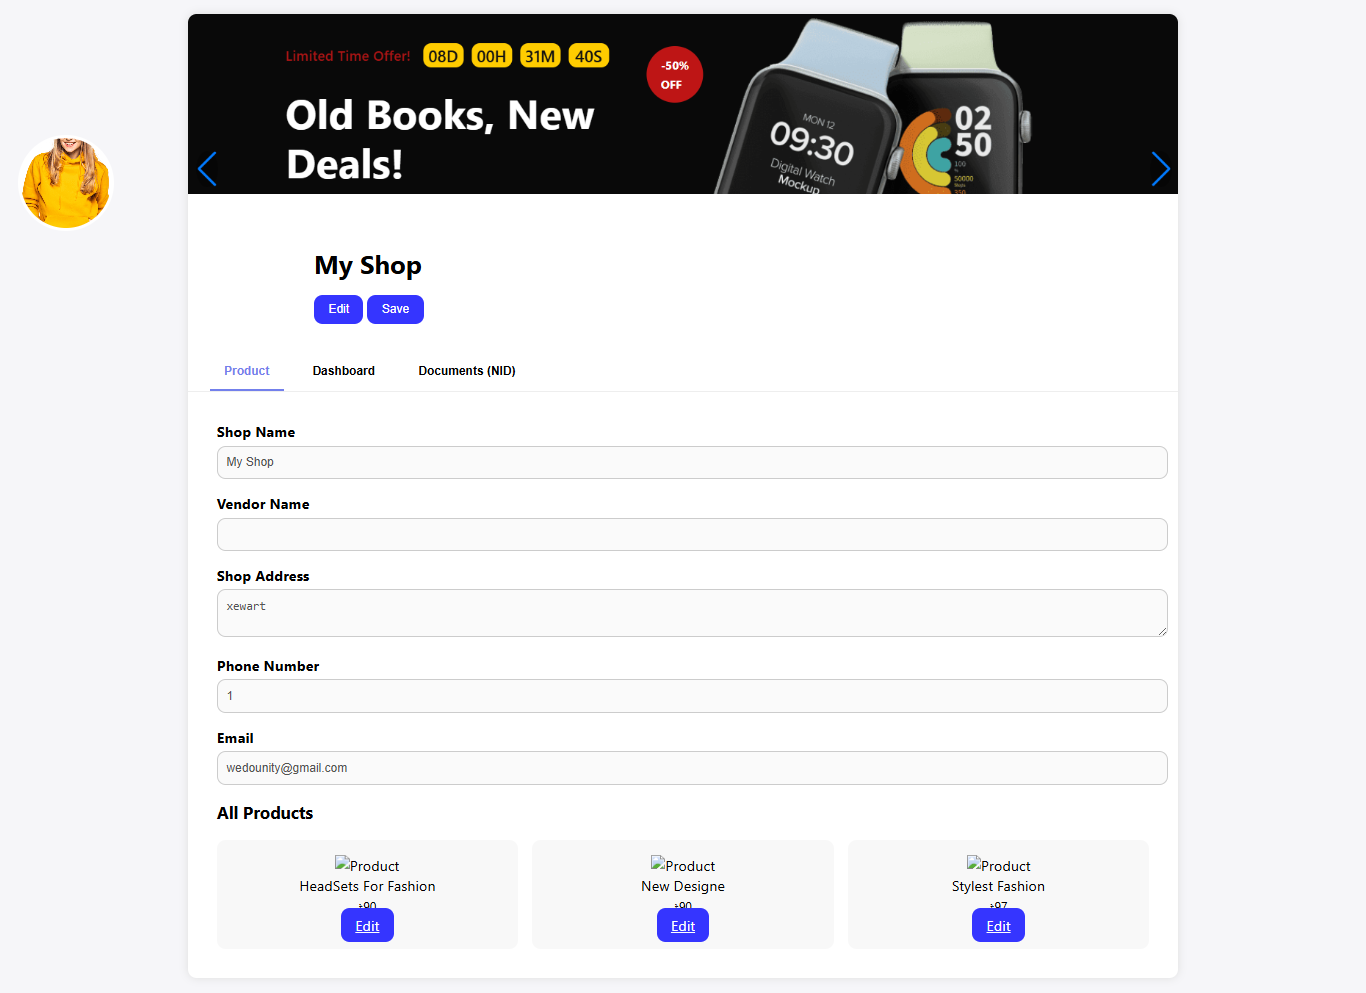 Limited Time Offer! 08D 00H 31M 40S
-50%
OFF
Old Books, New
Deals!
MON 12
09:30
Digital Watch
Mockup
02
50
100
%
50000
350
My Shop
Edit Save
Product Dashboard Documents (NID)
Shop Name
My Shop
Vendor Name
Shop Address
xewart
Phone Number
1
Email
wedounity@gmail.com
All Products
Product Product Product
HeadSets For Fashion New Designe Stylest Fashion
৳90 ৳90 ৳97
Edit Edit Edit